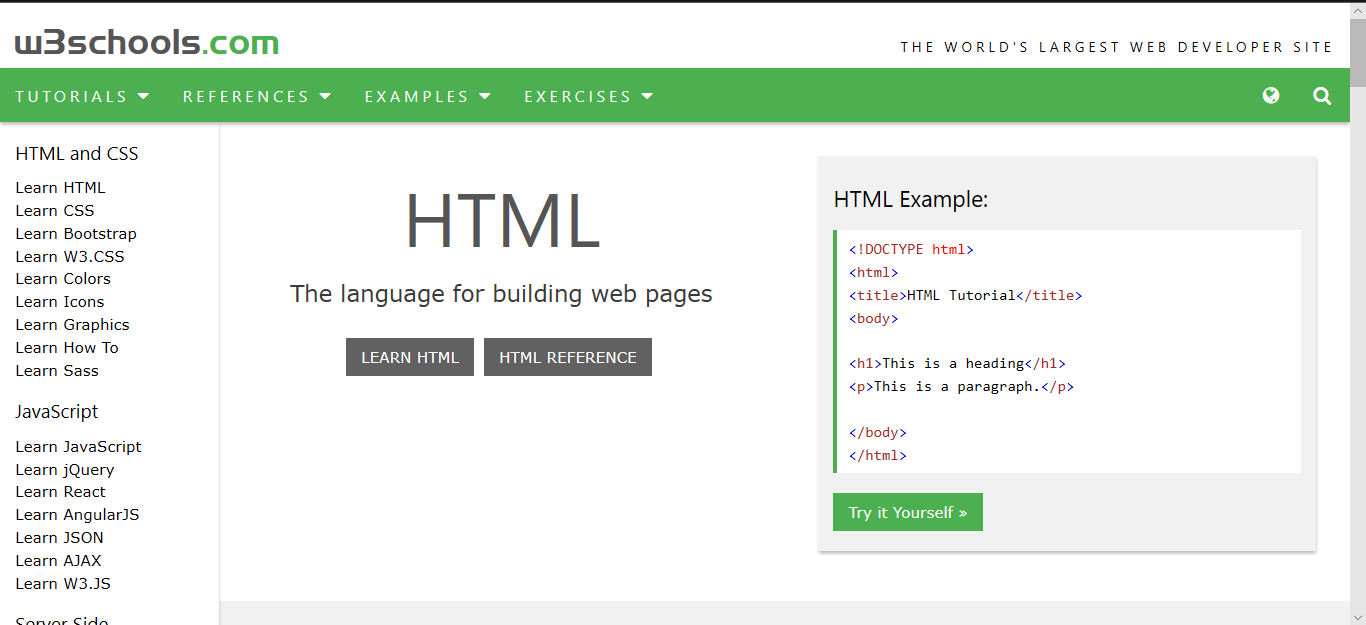 w3schools.com
THE WORLD'S LARGEST WEB DEVELOPER SITE
TUTORIALS REFERENCES EXAMPLES EXERCISES
HTML and CSS
Learn HTML
Learn CSS
Learn Bootstrap
Learn W3.CSS
Learn Colors
Learn Icons
Learn Graphics
Learn How To
Learn Sass
JavaScript
Learn JavaScript
Learn jQuery
Learn React
Learn AngularJS
Learn JSON
Learn AJAX
Learn W3.JS
Server Side
HTML
The language for building web pages
LEARN HTML
HTML REFERENCE
HTML Example:
<!DOCTYPE html>
<html>
<title>HTML Tutorial</title>
<body>
<h1>This is a heading</h1>
<p>This is a paragraph.</p>
</body>
</html>
Try it Yourself »